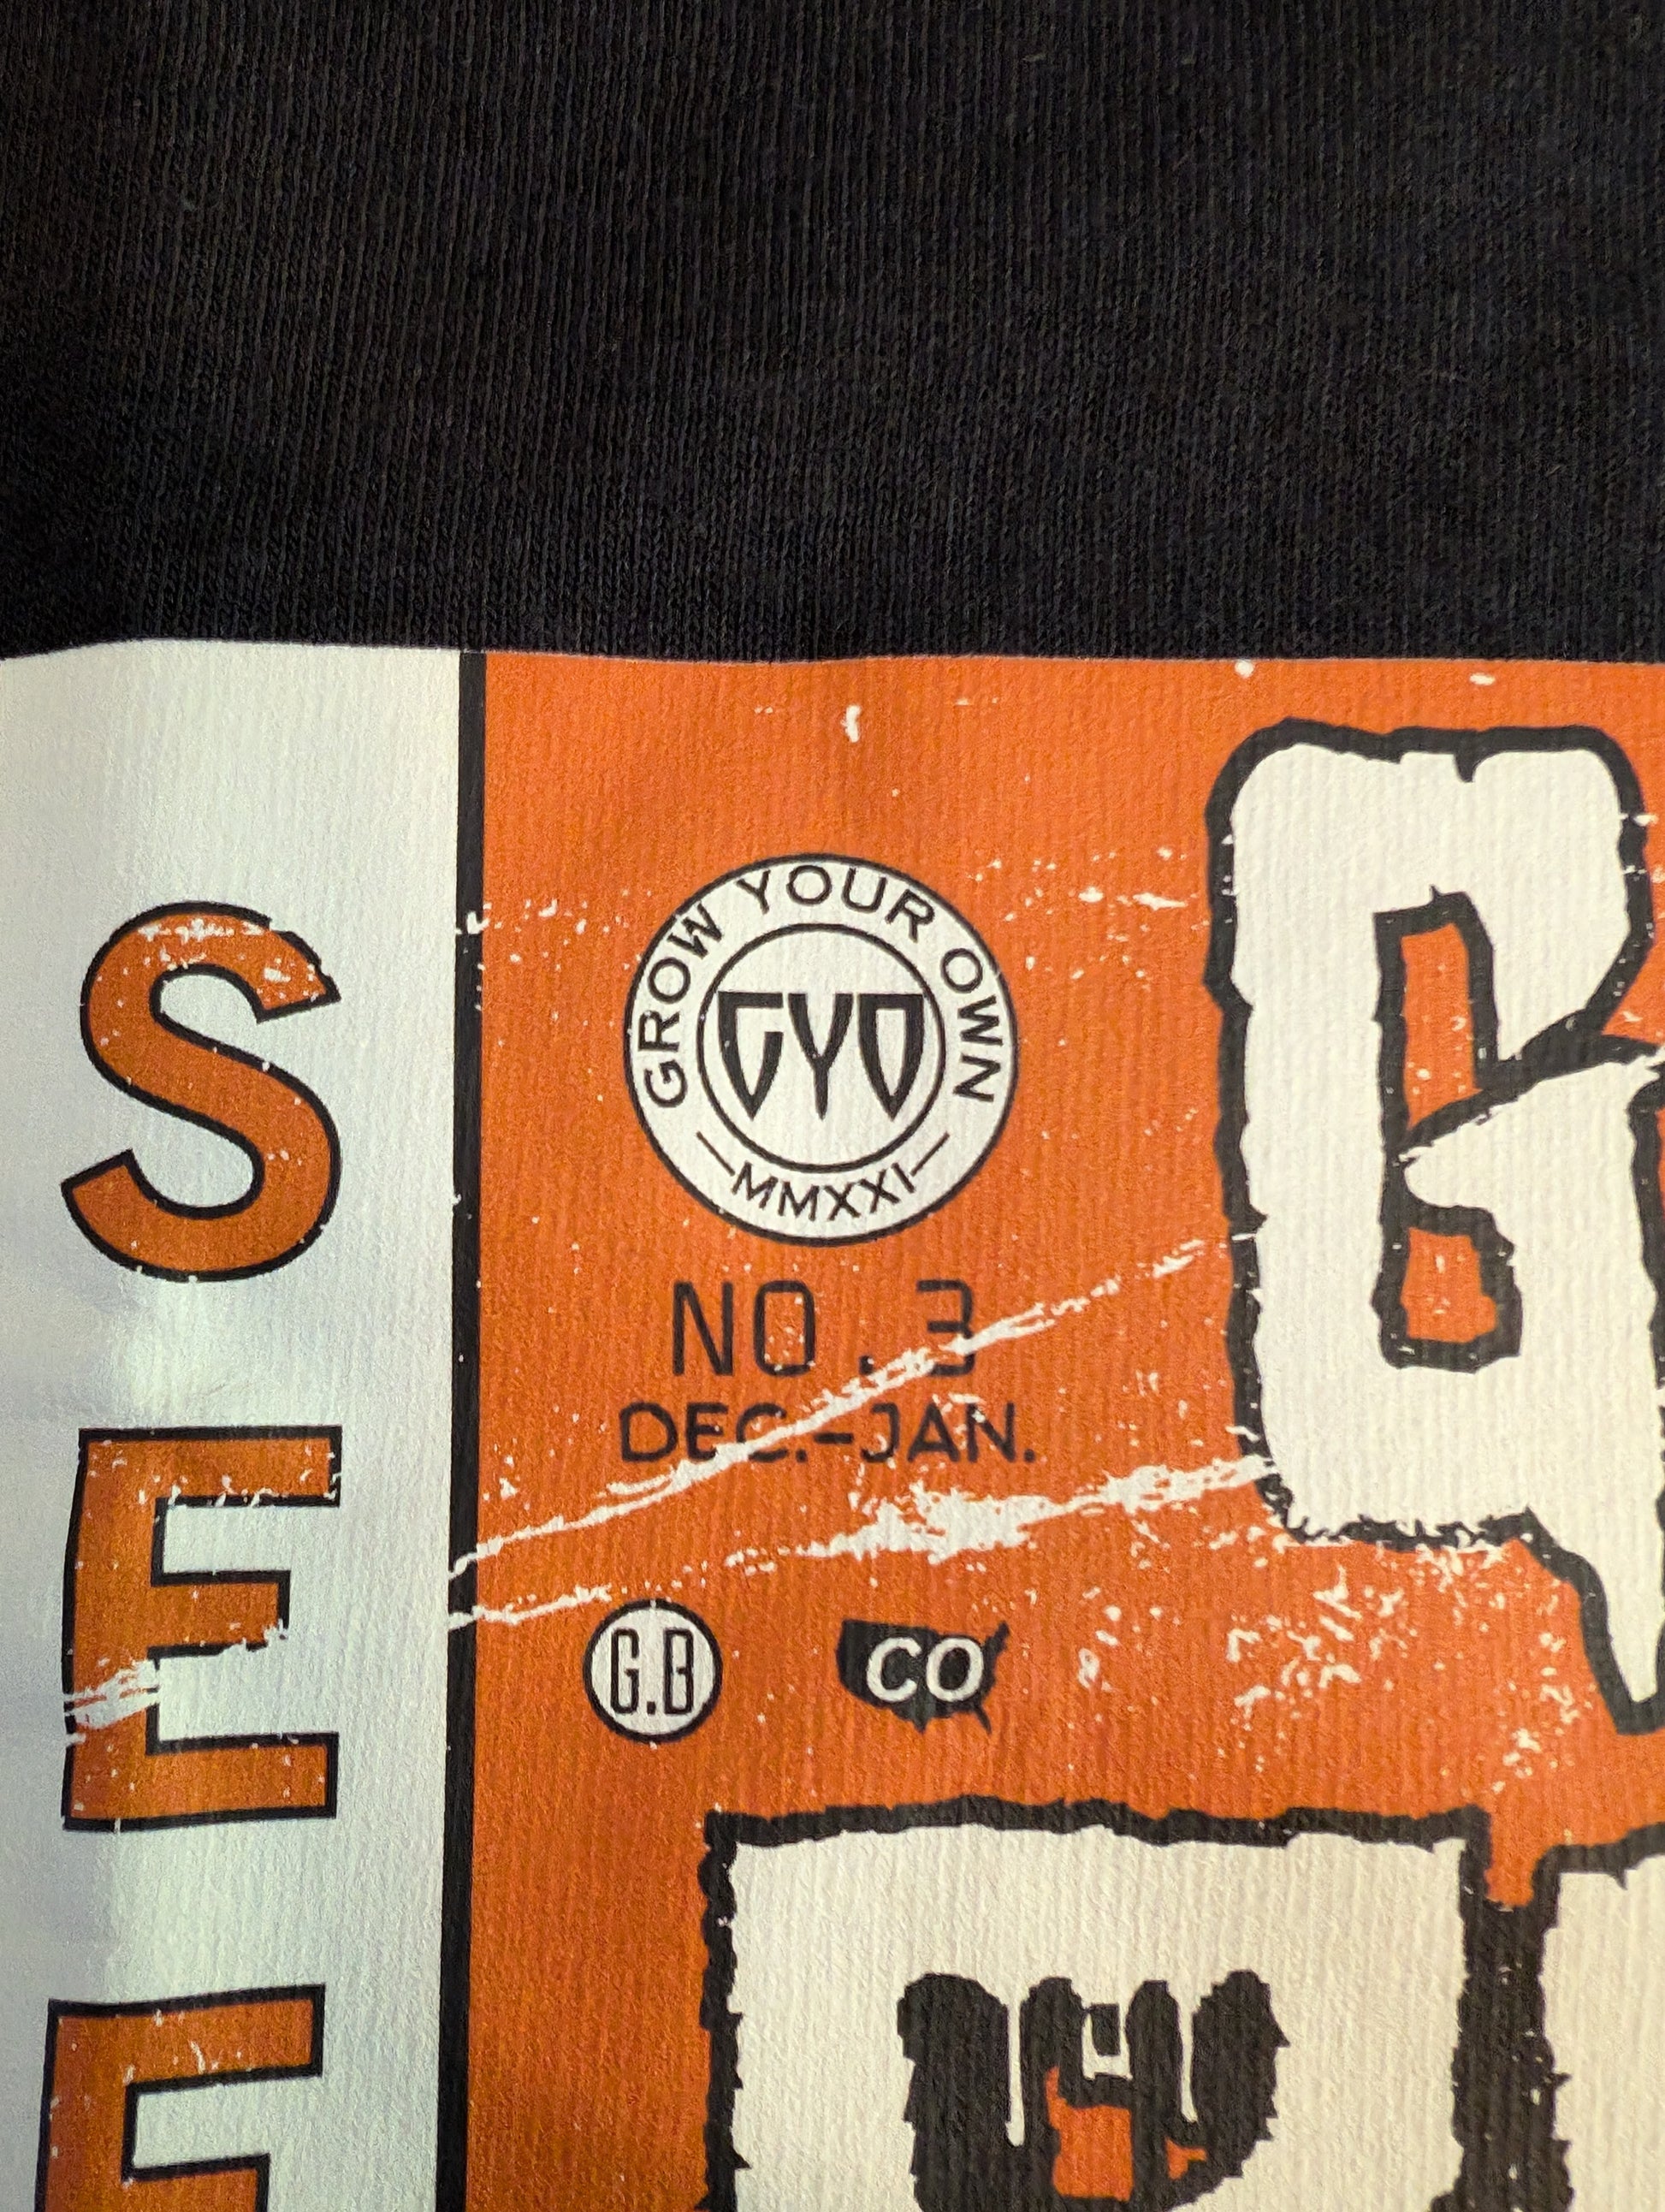 GROW YOUR OWN
GYO
MMXXI
NO.3
DEC.-JAN.
G.B
CO
G
S
E
E